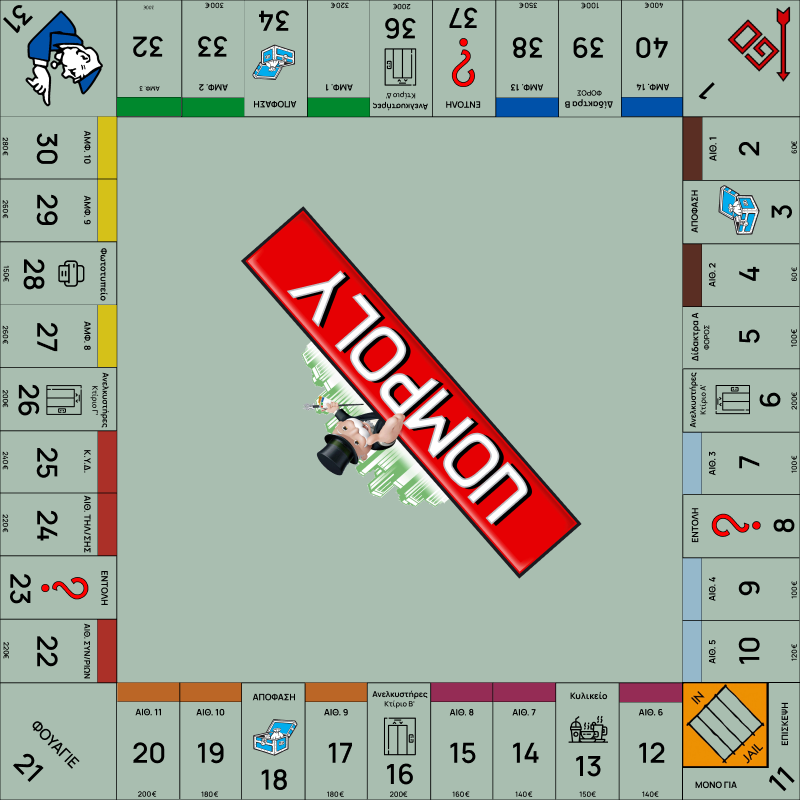 GO
1
ΑΙΘ. 1
2
60€
ΑΠΟΦΑΣΗ
3
ΑΙΘ. 2
4
60€
Δίδακτρα Α
ΦΟΡΟΣ
5
100€
Ανελκυστήρες
Κτίριο Α'
6
200€
ΑΙΘ. 3
7
100€
ΕΝΤΟΛΗ
8
ΑΙΘ. 4
9
100€
ΑΙΘ. 5
10
120€
IN
JAIL
ΜΟΝΟ ΓΙΑ
ΕΠΙΣΚΕΨΗ
11
ΑΙΘ. 6
12
140€
Κυλικείο
13
150€
ΑΙΘ. 7
14
140€
ΑΙΘ. 8
15
160€
Ανελκυστήρες
Κτίριο Β'
16
200€
ΑΙΘ. 9
17
180€
ΑΠΟΦΑΣΗ
18
ΑΙΘ. 10
19
180€
ΑΙΘ. 11
20
200€
ΦΟΥΑΓΙΕ
21
ΑΙΘ. ΣΥΝ/ΡΙΩΝ
22
220€
ΕΝΤΟΛΗ
23
ΑΙΘ. ΤΗΛ/ΣΗΣ
24
220€
Κ.Υ.Δ.
25
240€
Ανελκυστήρες
Κτίριο Γ'
26
200€
ΑΜΦ. 8
27
260€
Φωτοτυπείο
28
150€
ΑΜΦ. 9
29
260€
ΑΜΦ. 10
30
280€
31
ΑΜΦ. 3
32
ΑΜΦ. 2
33
300€
ΑΠΟΦΑΣΗ
34
ΑΜΦ. 1
320€
Ανελκυστήρες
Κτίριο Δ'
36
200€
ΕΝΤΟΛΗ
37
ΑΜΦ. 13
38
350€
Δίδακτρα Β
ΦΟΡΟΣ
39
100€
ΑΜΦ. 14
40
400€
UOMPOLY